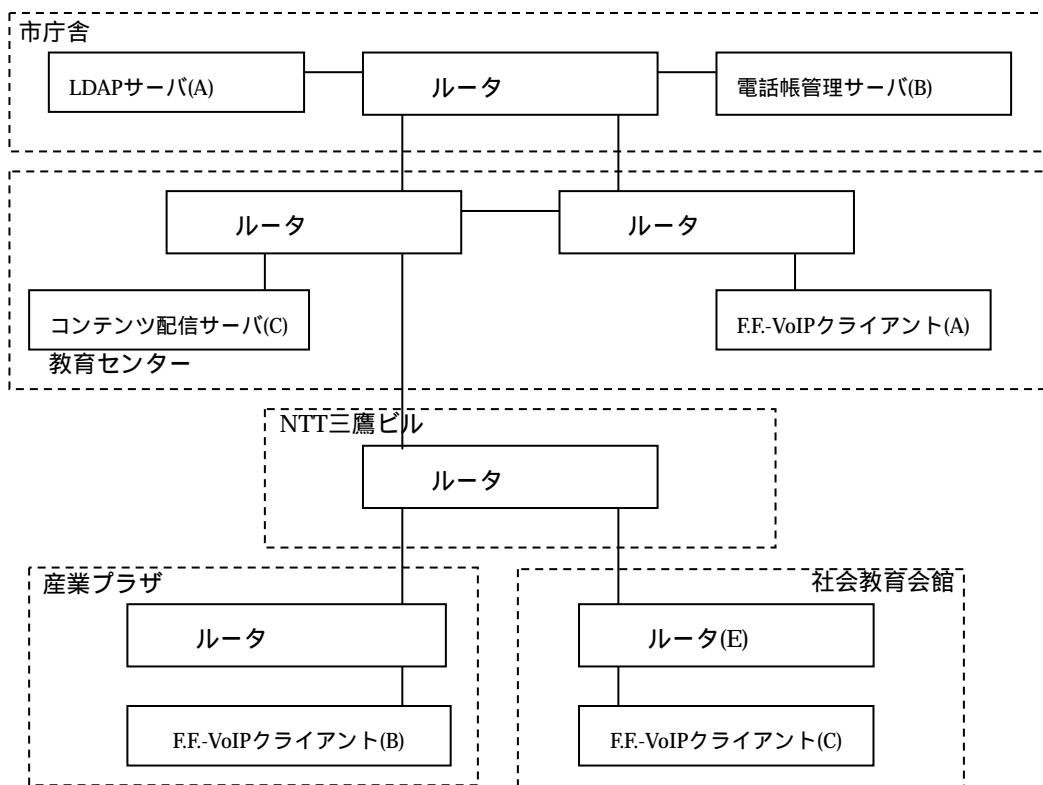 市庁舎
LDAPサーバ(A)
ルータ
電話帳管理サーバ(B)
ルータ
ルータ
コンテンツ配信サーバ(C)
F.F.-VoIPクライアント(A)
教育センター
NTT三鷹ビル
ルータ
産業プラザ
社会教育会館
ルータ
ルータ(E)
F.F.-VoIPクライアント(B)
F.F.-VoIPクライアント(C)